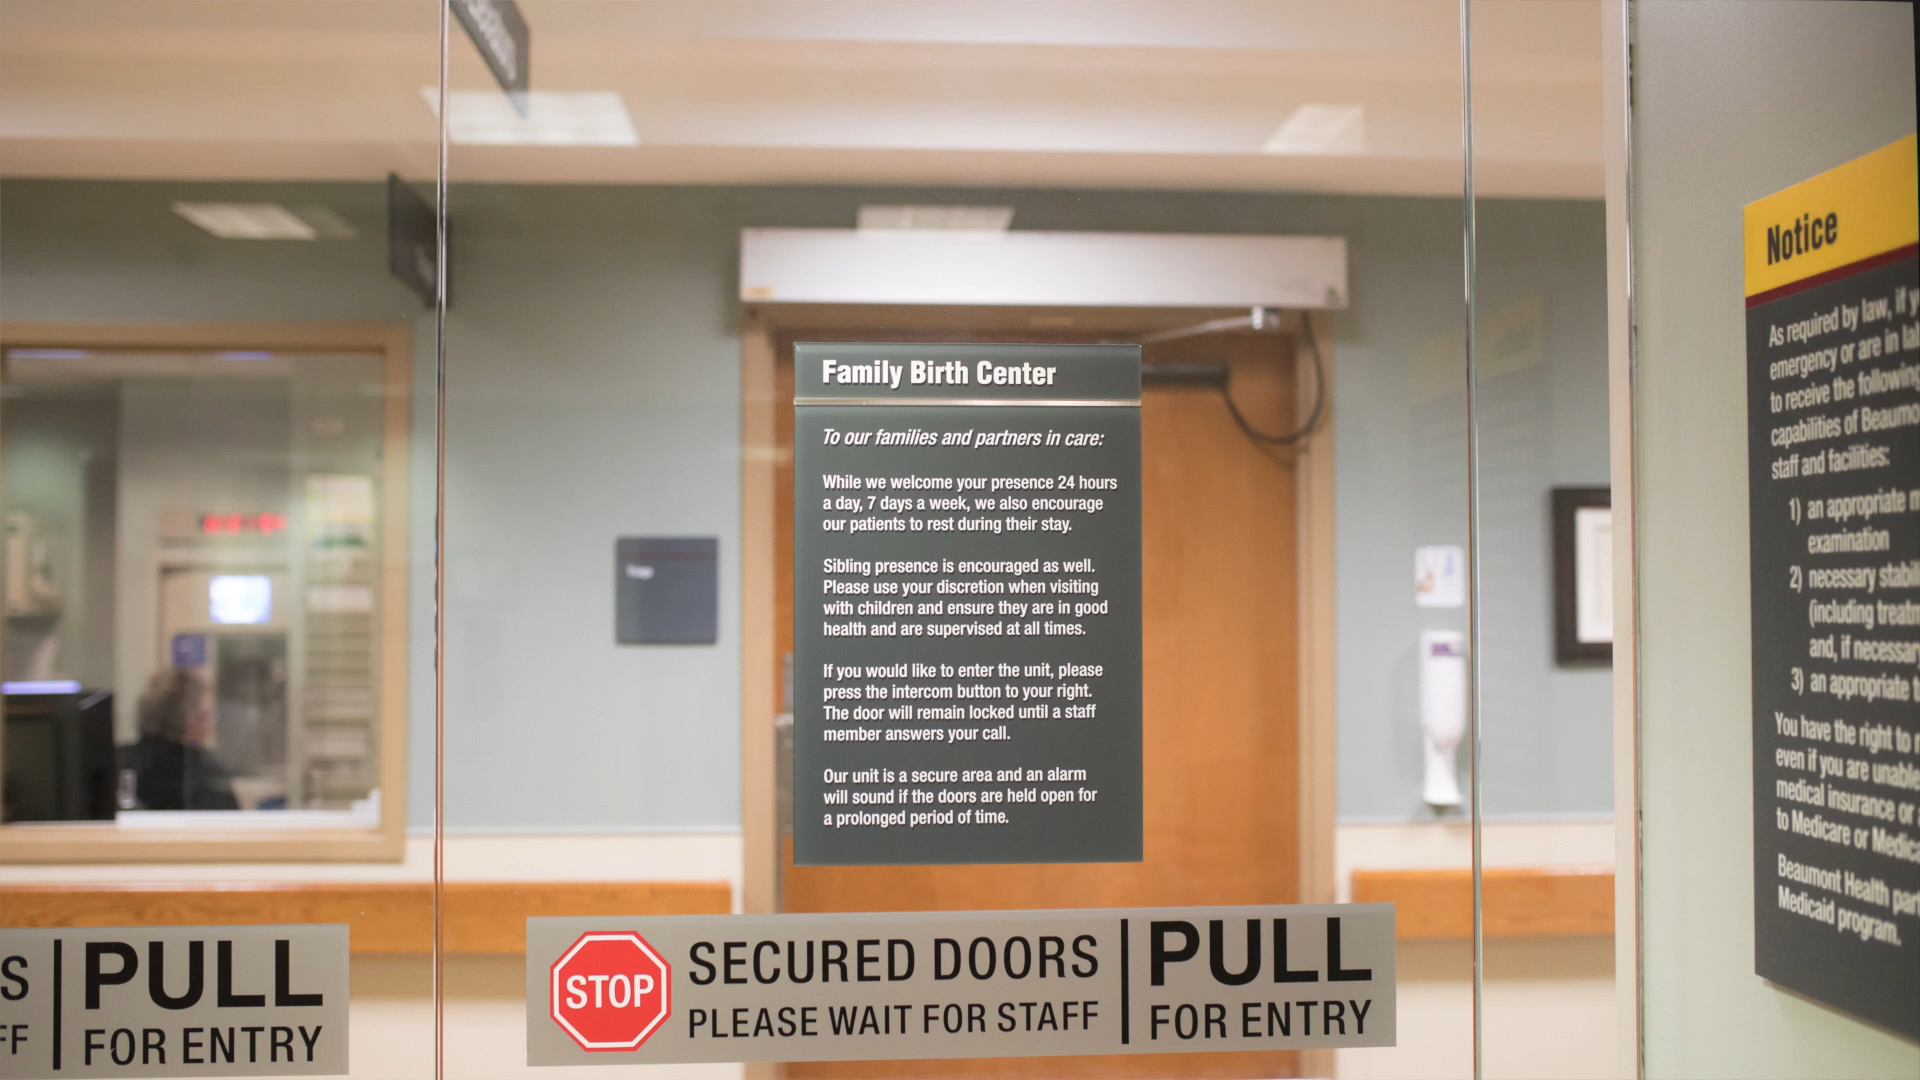 Family Birth Center
To our families and partners in care:
While we welcome your presence 24 hours
a day, 7 days a week, we also encourage
our patients to rest during their stay.
Sibling presence is encouraged as well.
Please use your discretion when visiting
with children and ensure they are in good
health and are supervised at all times.
If you would like to enter the unit, please
press the intercom button to your right.
The door will remain locked until a staff
member answers your call.
Our unit is a secure area and an alarm
will sound if the doors are held open for
a prolonged period of time.
S
FF
PULL
FOR ENTRY
STOP
SECURED DOORS
PLEASE WAIT FOR STAFF
PULL
FOR ENTRY
Notice
As required by law, if
emergency or are in
to receive the following
capabilities of
staff and facilities:
1) an appropriate
examination
2) necessary
(including
and, if necessary
3) an appropriate
You have the right to
even if you are unable
medical insurance or
to Medicare or
Beaumont Health
Medicaid program.